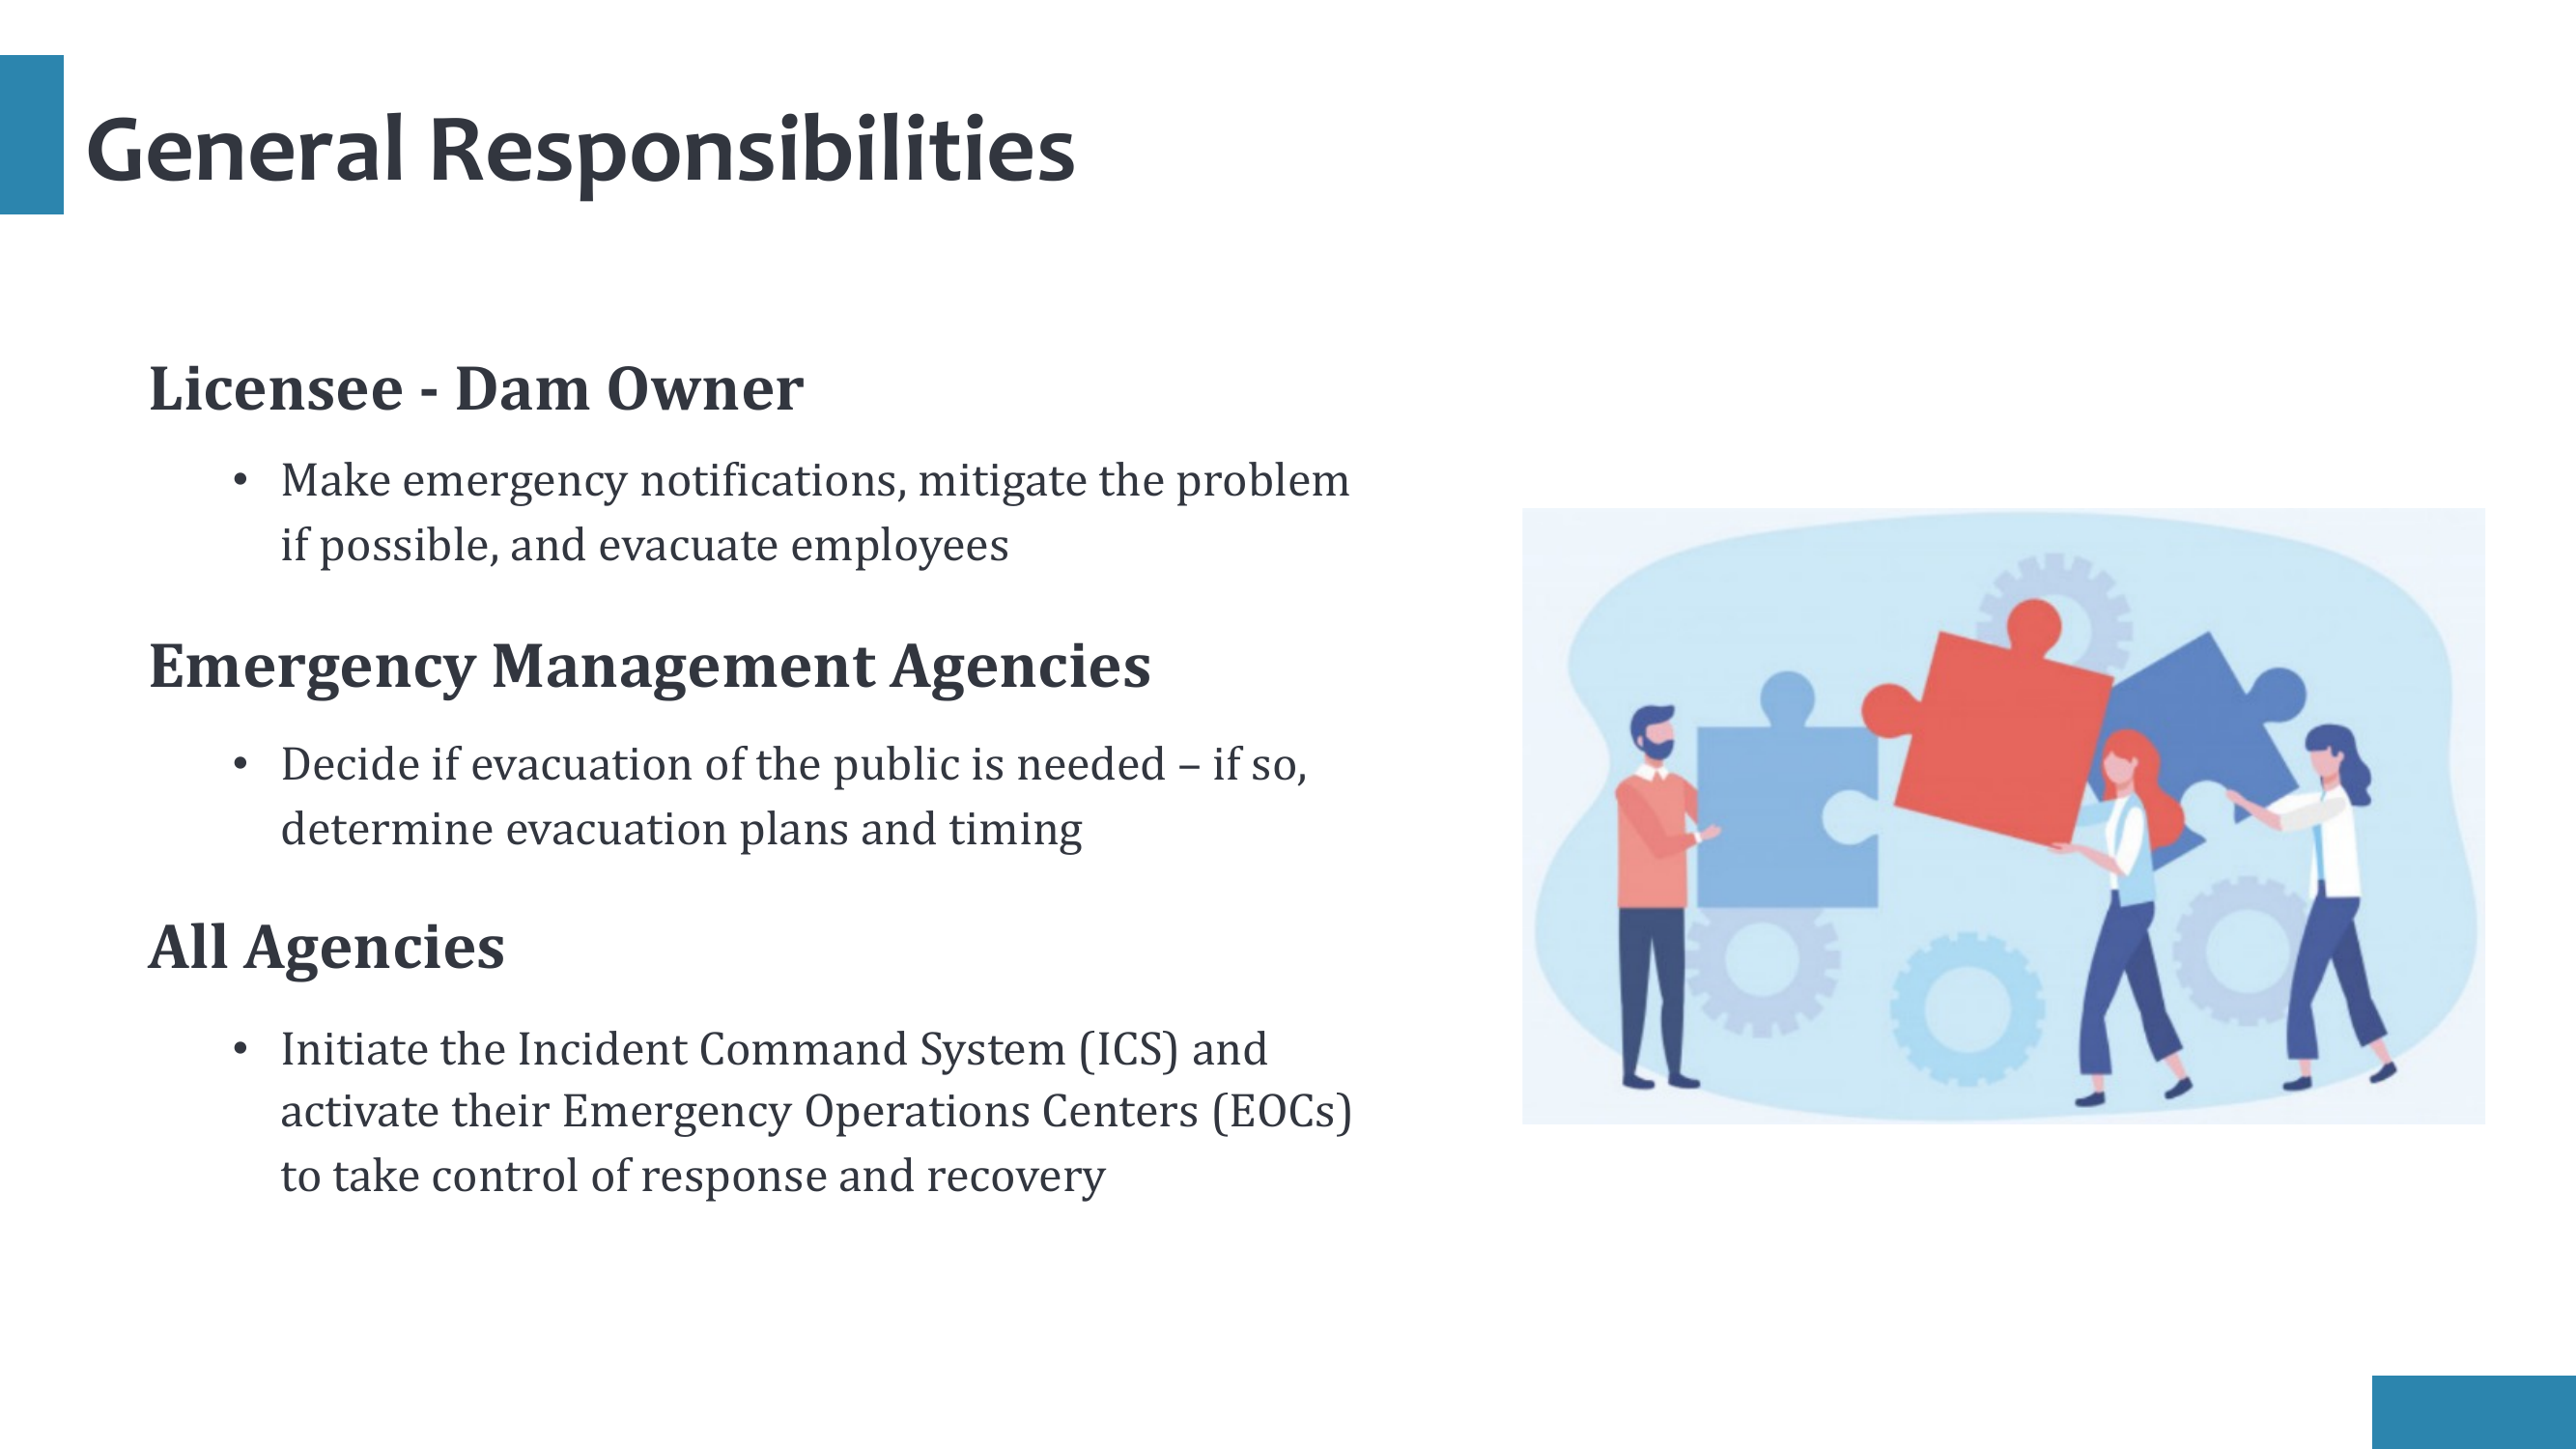 General Responsibilities
Licensee - Dam Owner
• Make emergency notifications, mitigate the problem
if possible, and evacuate employees
Emergency Management Agencies
• Decide if evacuation of the public is needed – if so,
determine evacuation plans and timing
All Agencies
• Initiate the Incident Command System (ICS) and
activate their Emergency Operations Centers (EOCs)
to take control of response and recovery